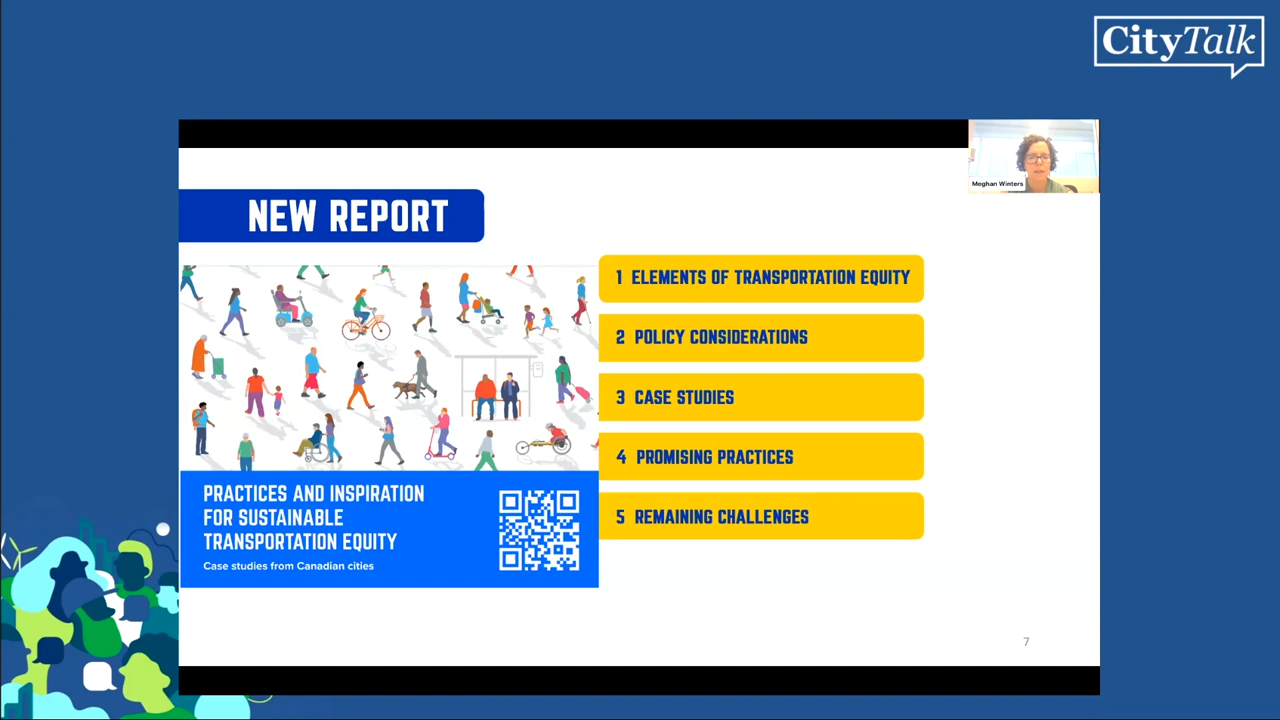 CityTalk
Meghan Winters
NEW REPORT
1 ELEMENTS OF TRANSPORTATION EQUITY
2 POLICY CONSIDERATIONS
3 CASE STUDIES
4 PROMISING PRACTICES
5 REMAINING CHALLENGES
PRACTICES AND INSPIRATION
FOR SUSTAINABLE
TRANSPORTATION EQUITY
Case studies from Canadian cities
7